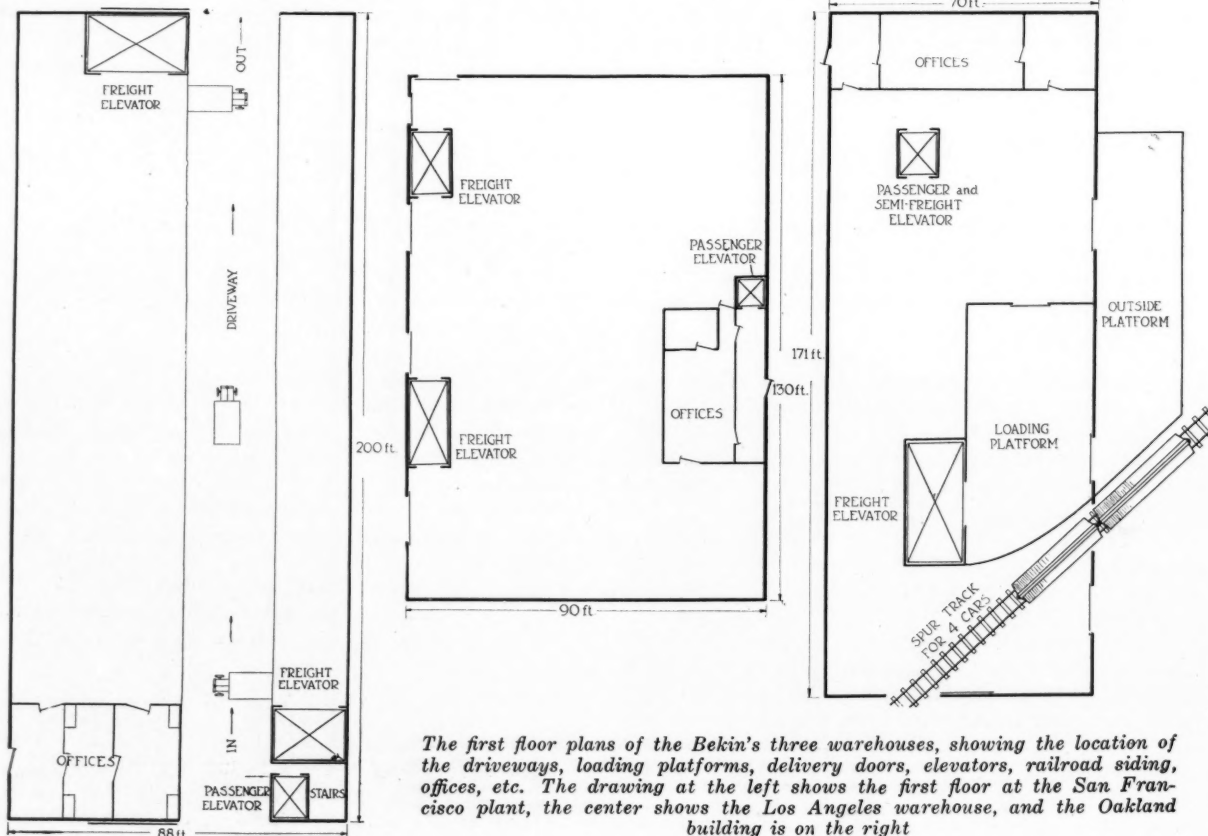 FREIGHT
ELEVATOR
OUT
DRIVEWAY
200 ft.
FREIGHT
ELEVATOR
IN
OFFICES
PASSENGER
ELEVATOR
STAIRS
88 ft
FREIGHT
ELEVATOR
PASSENGER
ELEVATOR
FREIGHT
ELEVATOR
OFFICES
130 ft.
90 ft
70 ft.
OFFICES
PASSENGER and
SEMI-FREIGHT
ELEVATOR
OUTSIDE
PLATFORM
171 ft.
LOADING
PLATFORM
FREIGHT
ELEVATOR
SPUR TRACK
FOR 4 CARS
The first floor plans of the Bekin's three warehouses, showing the location of
the driveways, loading platforms, delivery doors, elevators, railroad siding,
offices, etc. The drawing at the left shows the first floor at the San Fran-
cisco plant, the center shows the Los Angeles warehouse, and the Oakland
building is on the right